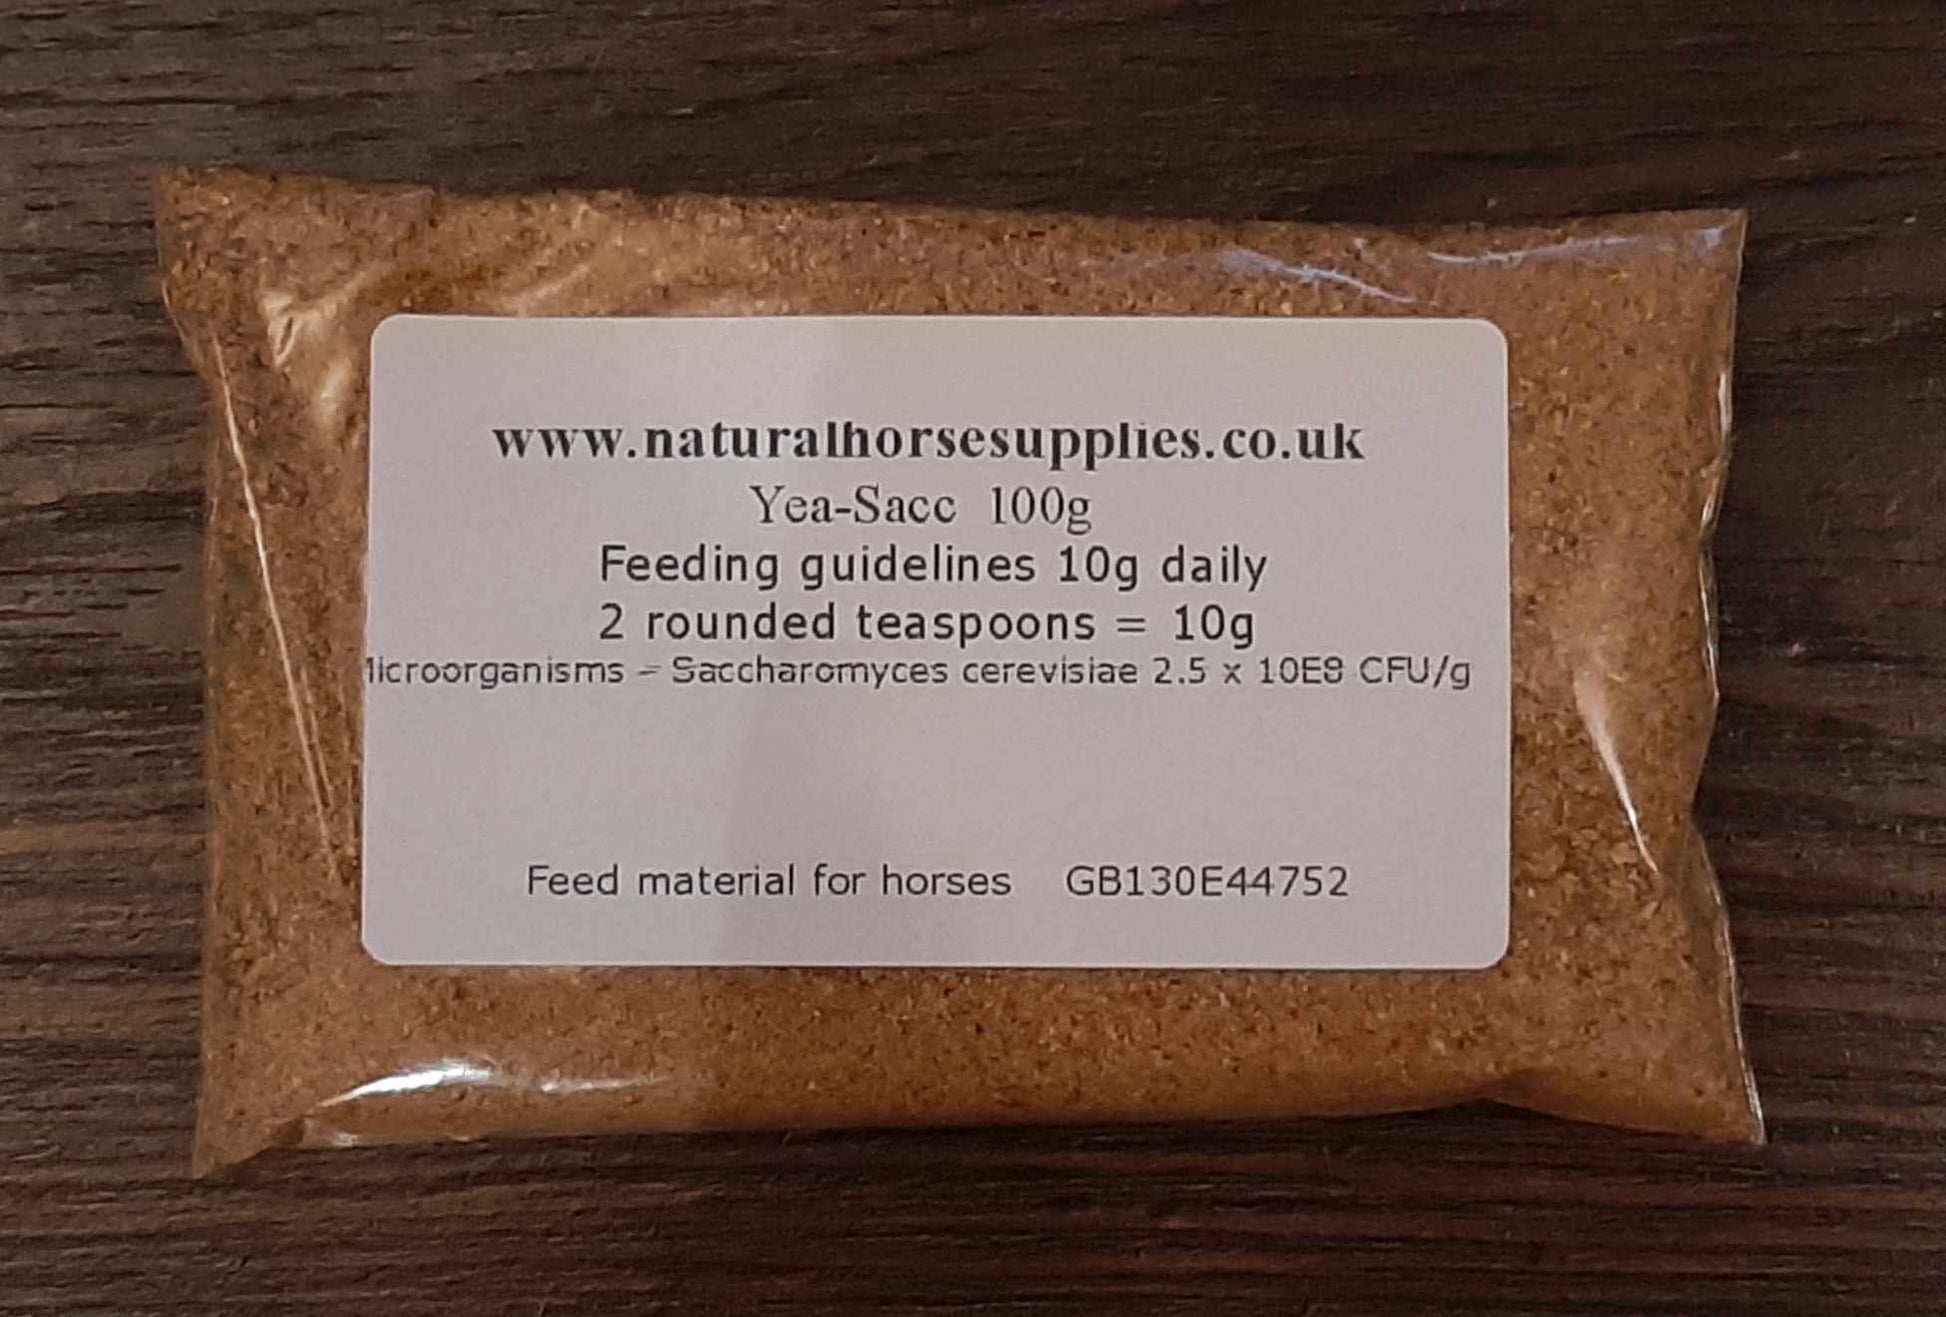 www.naturalhorsesupplies.co.uk
Yea-Sacc 100g
Feeding guidelines 10g daily
2 rounded teaspoons = 10g
Microorganisms – Saccharomyces cerevisiae 2.5 x 10E9 CFU/g
Feed material for horses GB130E44752